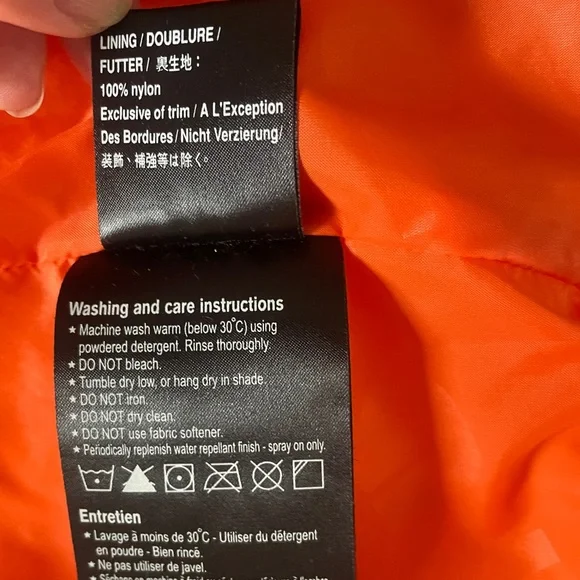 LINING / DOUBLURE /
FUTTER / 裏生地：
100% nylon
Exclusive of trim / A L'Exception
Des Bordures / Nicht Verzierung/
装飾、補強等は除く。
Washing and care instructions
★ Machine wash warm (below 30°C) using
powdered detergent. Rinse thoroughly.
★ DO NOT bleach.
★ Tumble dry low, or hang dry in shade.
★ DO NOT iron.
★ DO NOT dry clean.
★ DO NOT use fabric softener.
★ Periodically replenish water repellant finish - spray on only.
Entretien
★ Lavage à moins de 30°C - Utiliser du détergent
en poudre - Bien rincé.
★ Ne pas utiliser de javel.